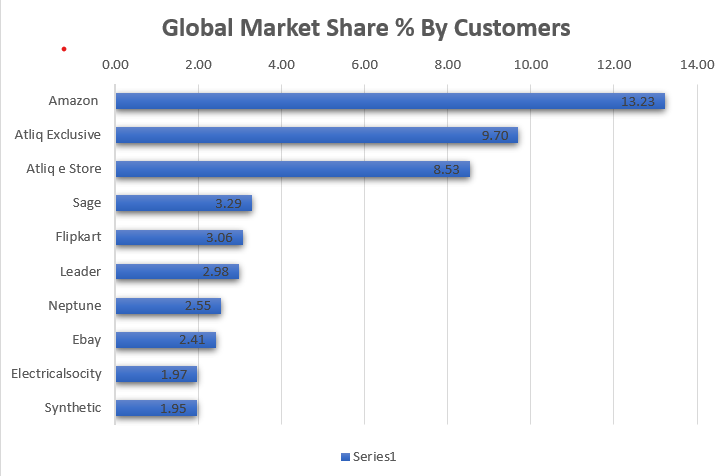 Global Market Share % By Customers
0.00 2.00 4.00 6.00 8.00 10.00 12.00 14.00
Amazon 13.23
Atliq Exclusive 9.70
Atliq e Store 8.53
Sage 3.29
Flipkart 3.06
Leader 2.98
Neptune 2.55
Ebay 2.41
Electricalsocity 1.97
Synthetic 1.95
Series1